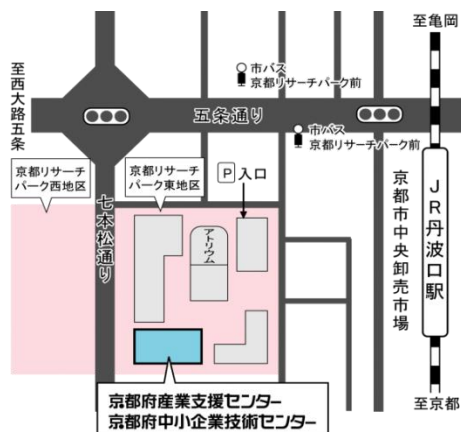 至亀岡
至西大路五条
市バス
京都リサーチパーク前
五条通り
市バス
京都リサーチパーク前
京都リサーチ
パーク西地区
京都リサーチ
パーク東地区
P 入口
七本松通り
アトリウム
京都市中央卸売市場
JR丹波口駅
京都府産業支援センター
京都府中小企業技術センター
至京都